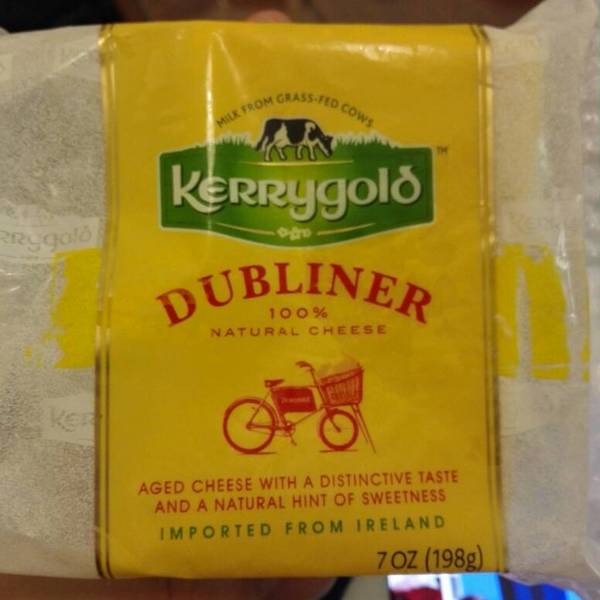 MILK FROM GRASS-FED COWS
Kerrygold™
DUBLINER
100%
NATURAL CHEESE
AGED CHEESE WITH A DISTINCTIVE TASTE
AND A NATURAL HINT OF SWEETNESS
IMPORTED FROM IRELAND
7 OZ (198g)